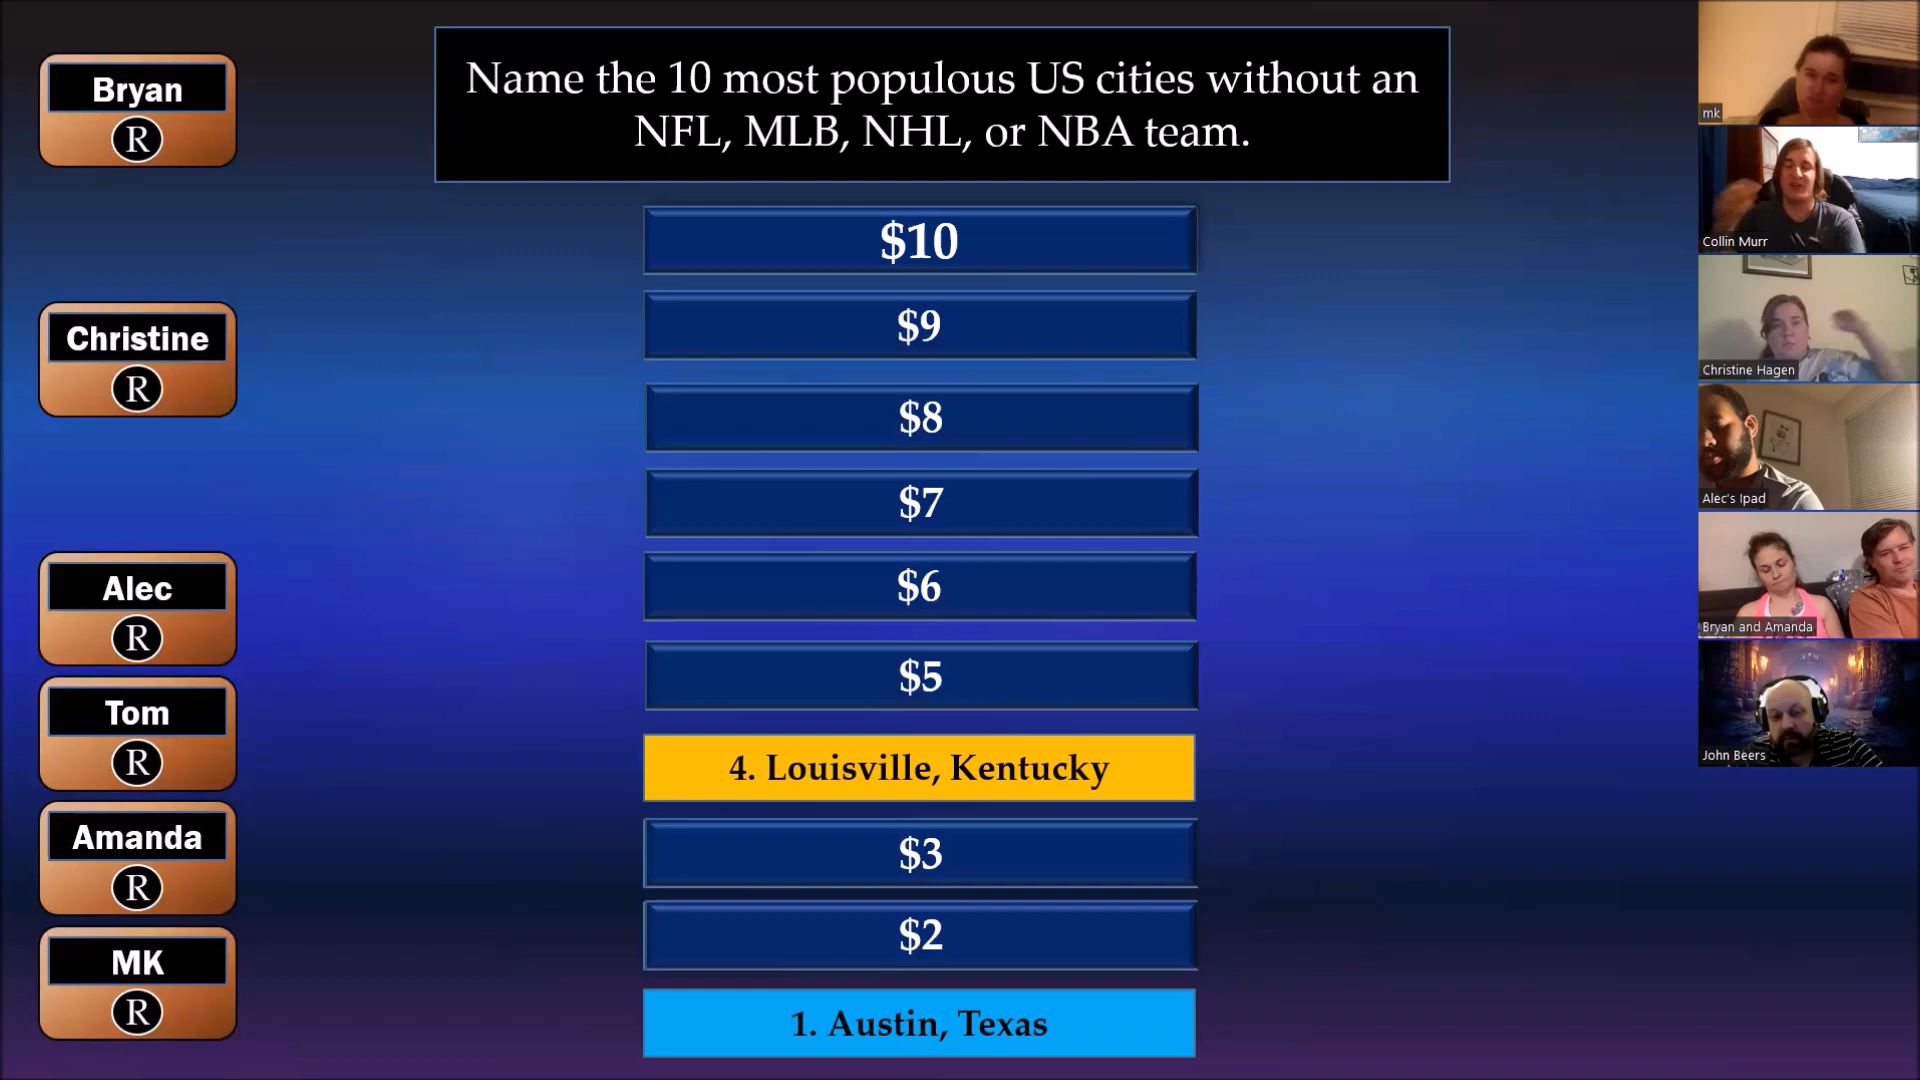 Name the 10 most populous US cities without an
NFL, MLB, NHL, or NBA team.
Bryan
R
Christine
R
Alec
R
Tom
R
Amanda
R
MK
R
$10
$9
$8
$7
$6
$5
4. Louisville, Kentucky
$3
$2
1. Austin, Texas
mk
Collin Murr
Christine Hagen
Alec's Ipad
Bryan and Amanda
John Beers